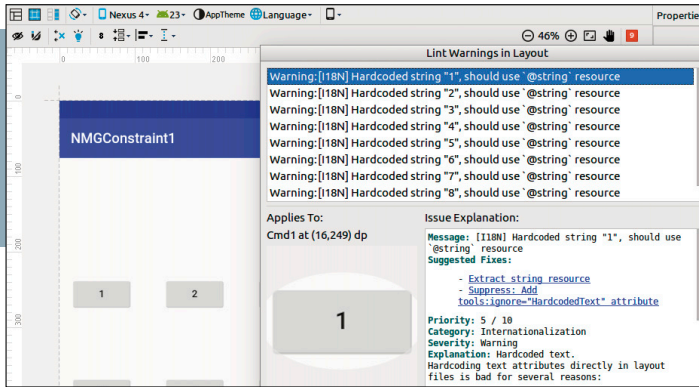 Nexus 4 23 AppTheme Language Properties
8 46% 9
0 100 200
Lint Warnings in Layout
Warning:[I18N] Hardcoded string "1", should use `@string` resource
Warning:[I18N] Hardcoded string "2", should use `@string` resource
Warning:[I18N] Hardcoded string "3", should use `@string` resource
Warning:[I18N] Hardcoded string "4", should use `@string` resource
Warning:[I18N] Hardcoded string "5", should use `@string` resource
Warning:[I18N] Hardcoded string "6", should use `@string` resource
Warning:[I18N] Hardcoded string "7", should use `@string` resource
Warning:[I18N] Hardcoded string "8", should use `@string` resource
0
NMGConstraint1
100
200
300
1 2
Applies To:
Cmd1 at (16,249) dp
1
Issue Explanation:
Message: [I18N] Hardcoded string "1", should use
`@string` resource
Suggested Fixes:
- Extract string resource
- Suppress: Add
tools:ignore="HardcodedText" attribute
Priority: 5 / 10
Category: Internationalization
Severity: Warning
Explanation: Hardcoded text.
Hardcoding text attributes directly in layout
files is bad for several reasons: